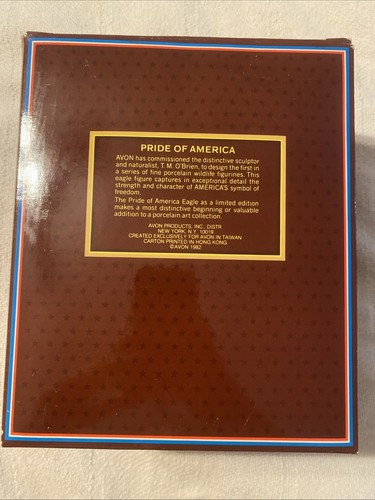 PRIDE OF AMERICA
AVON has commissioned the distinctive sculptor
and naturalist, T. M. O'Brien, to design the first in
a series of fine porcelain wildlife figurines. This
eagle figure captures in exceptional detail the
strength and character of AMERICA'S symbol of
freedom.
The Pride of America Eagle as a limited edition
makes a most distinctive beginning or valuable
addition to a porcelain art collection.
AVON PRODUCTS, INC., DISTR.
NEW YORK, N.Y. 10019
CREATED EXCLUSIVELY FOR AVON IN TAIWAN
CARTON PRINTED IN HONG KONG
©AVON 1982